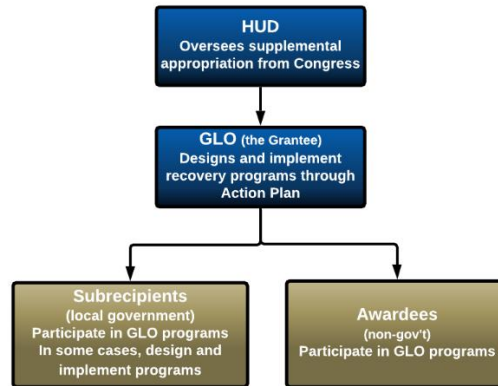 HUD
Oversees supplemental
appropriation from Congress
GLO (the Grantee)
Designs and implement
recovery programs through
Action Plan
Subrecipients
(local government)
Participate in GLO programs
In some cases, design and
implement programs
Awardees
(non-gov't)
Participate in GLO programs